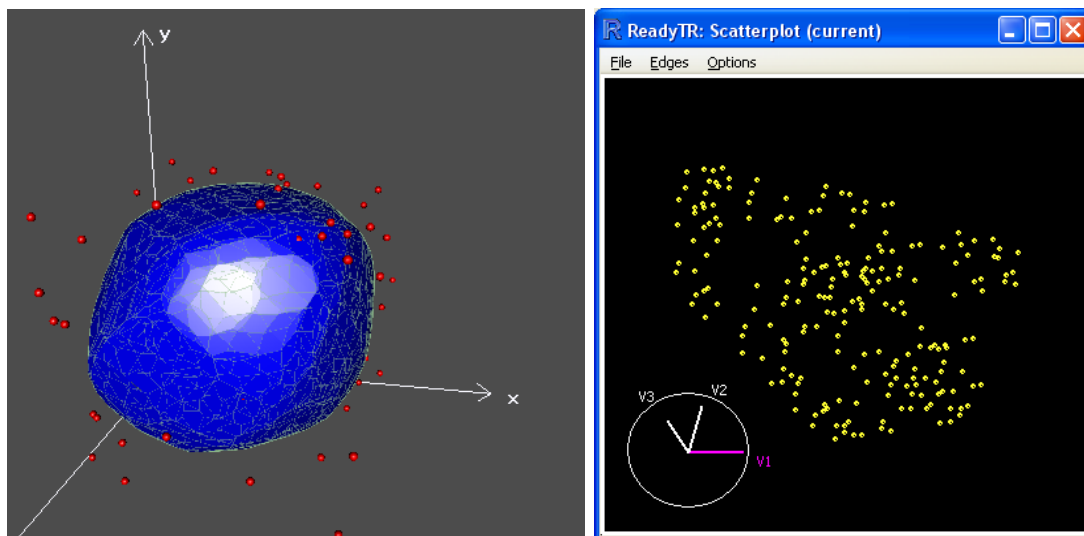 y
x
ReadyTR: Scatterplot (current)
File Edges Options
V3
V2
V1